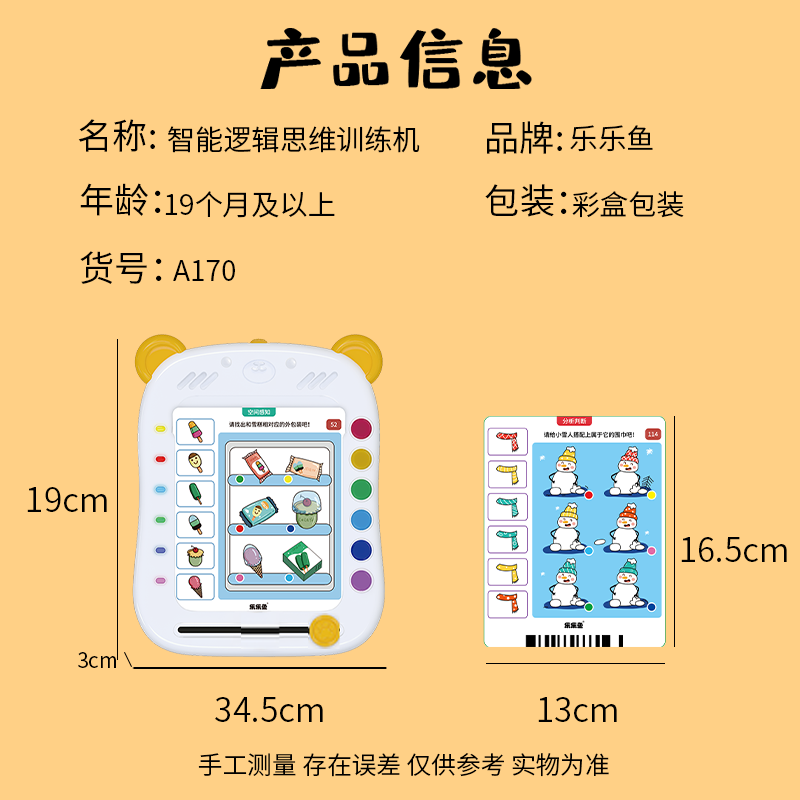 产品信息
名称: 智能逻辑思维训练机
品牌: 乐乐鱼
年龄: 19个月及以上
包装: 彩盒包装
货号: A170
空间感知
请找出和雪糕相对应的外包装吧!
52
乐乐鱼
分析判断
请给小雪人搭配上属于它的围巾吧!
114
乐乐鱼
19cm
16.5cm
3cm
34.5cm
13cm
手工测量 存在误差 仅供参考 实物为准